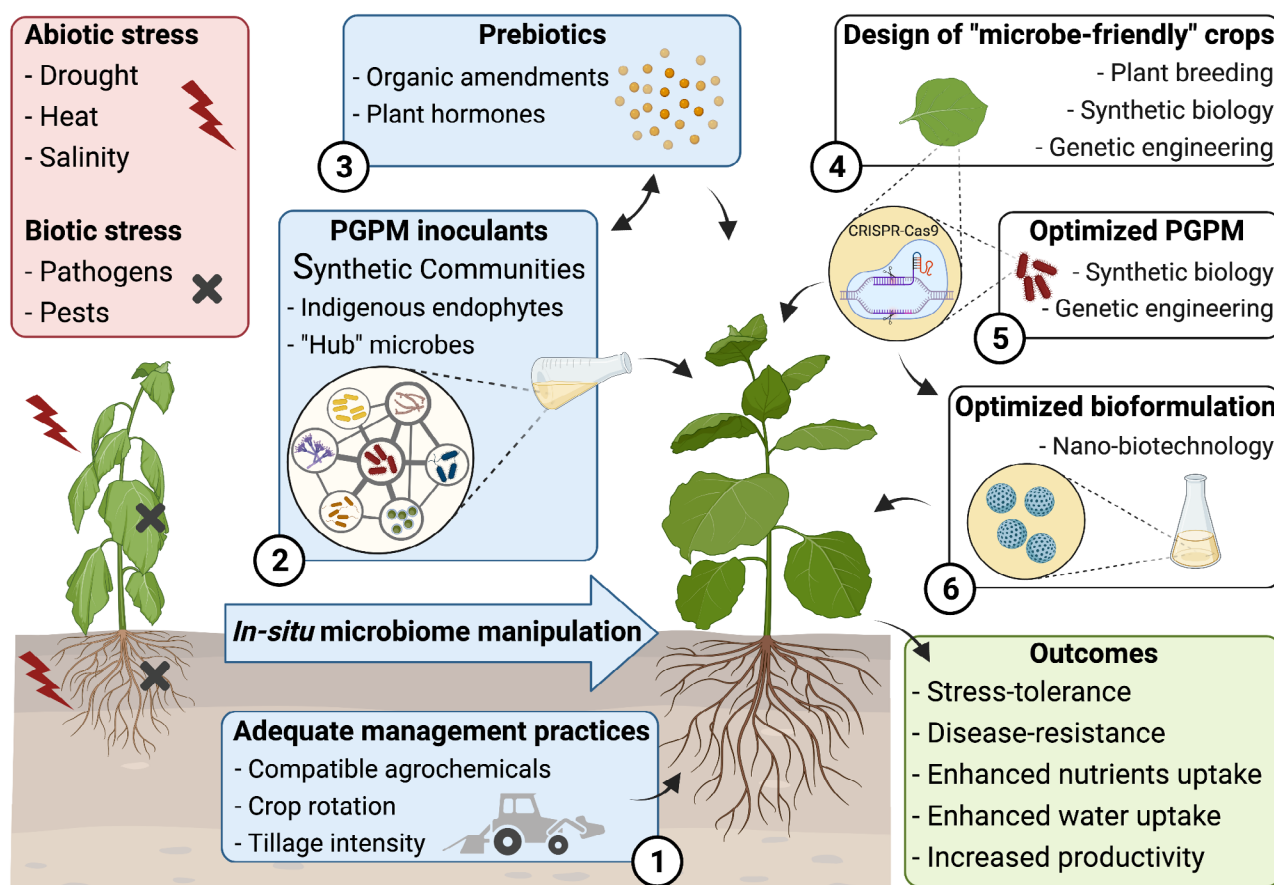 Abiotic stress
- Drought
- Heat
- Salinity
Biotic stress
- Pathogens
- Pests
Prebiotics
- Organic amendments
- Plant hormones
3
PGPM inoculants
Synthetic Communities
- Indigenous endophytes
- "Hub" microbes
2
Design of "microbe-friendly" crops
- Plant breeding
- Synthetic biology
- Genetic engineering
4
CRISPR-Cas9
Optimized PGPM
- Synthetic biology
- Genetic engineering
5
Optimized bioformulation
- Nano-biotechnology
6
In-situ microbiome manipulation
Adequate management practices
- Compatible agrochemicals
- Crop rotation
- Tillage intensity
1
Outcomes
- Stress-tolerance
- Disease-resistance
- Enhanced nutrients uptake
- Enhanced water uptake
- Increased productivity